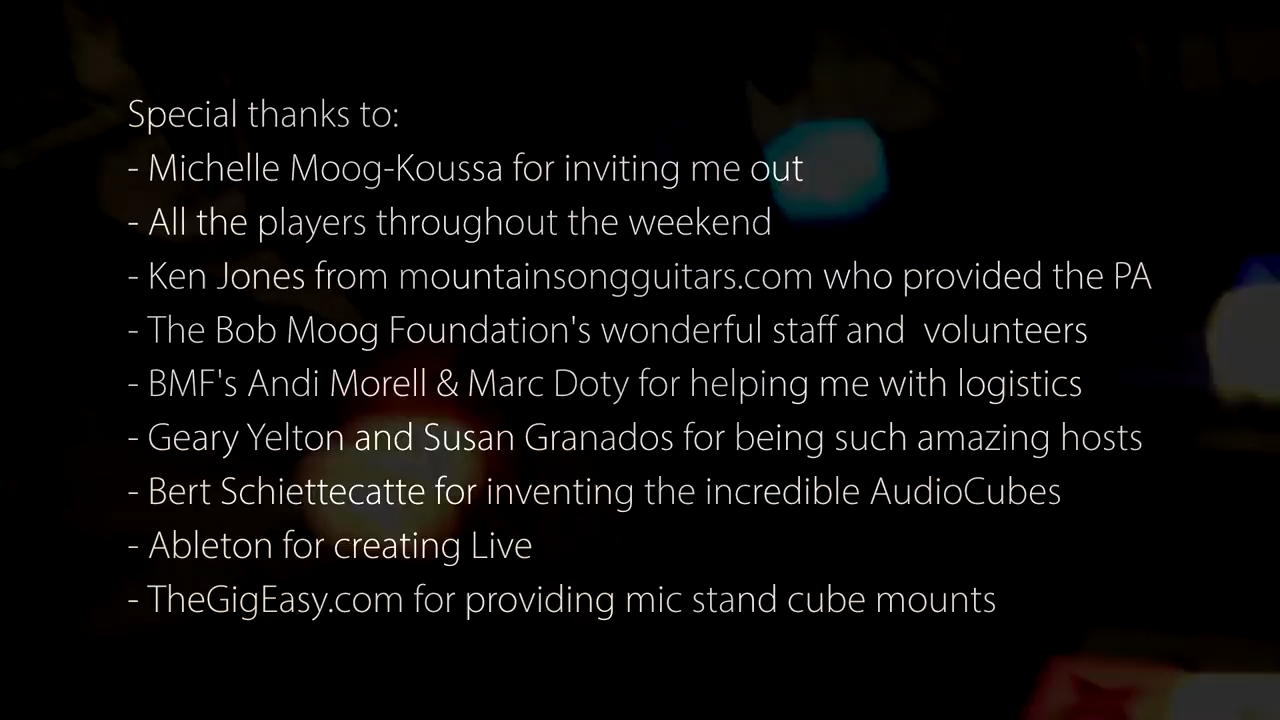 Special thanks to:
- Michelle Moog-Koussa for inviting me out
- All the players throughout the weekend
- Ken Jones from mountainsongguitars.com who provided the PA
- The Bob Moog Foundation's wonderful staff and  volunteers
- BMF's Andi Morell & Marc Doty for helping me with logistics
- Geary Yelton and Susan Granados for being such amazing hosts
- Bert Schiettecatte for inventing the incredible AudioCubes
- Ableton for creating Live
- TheGigEasy.com for providing mic stand cube mounts